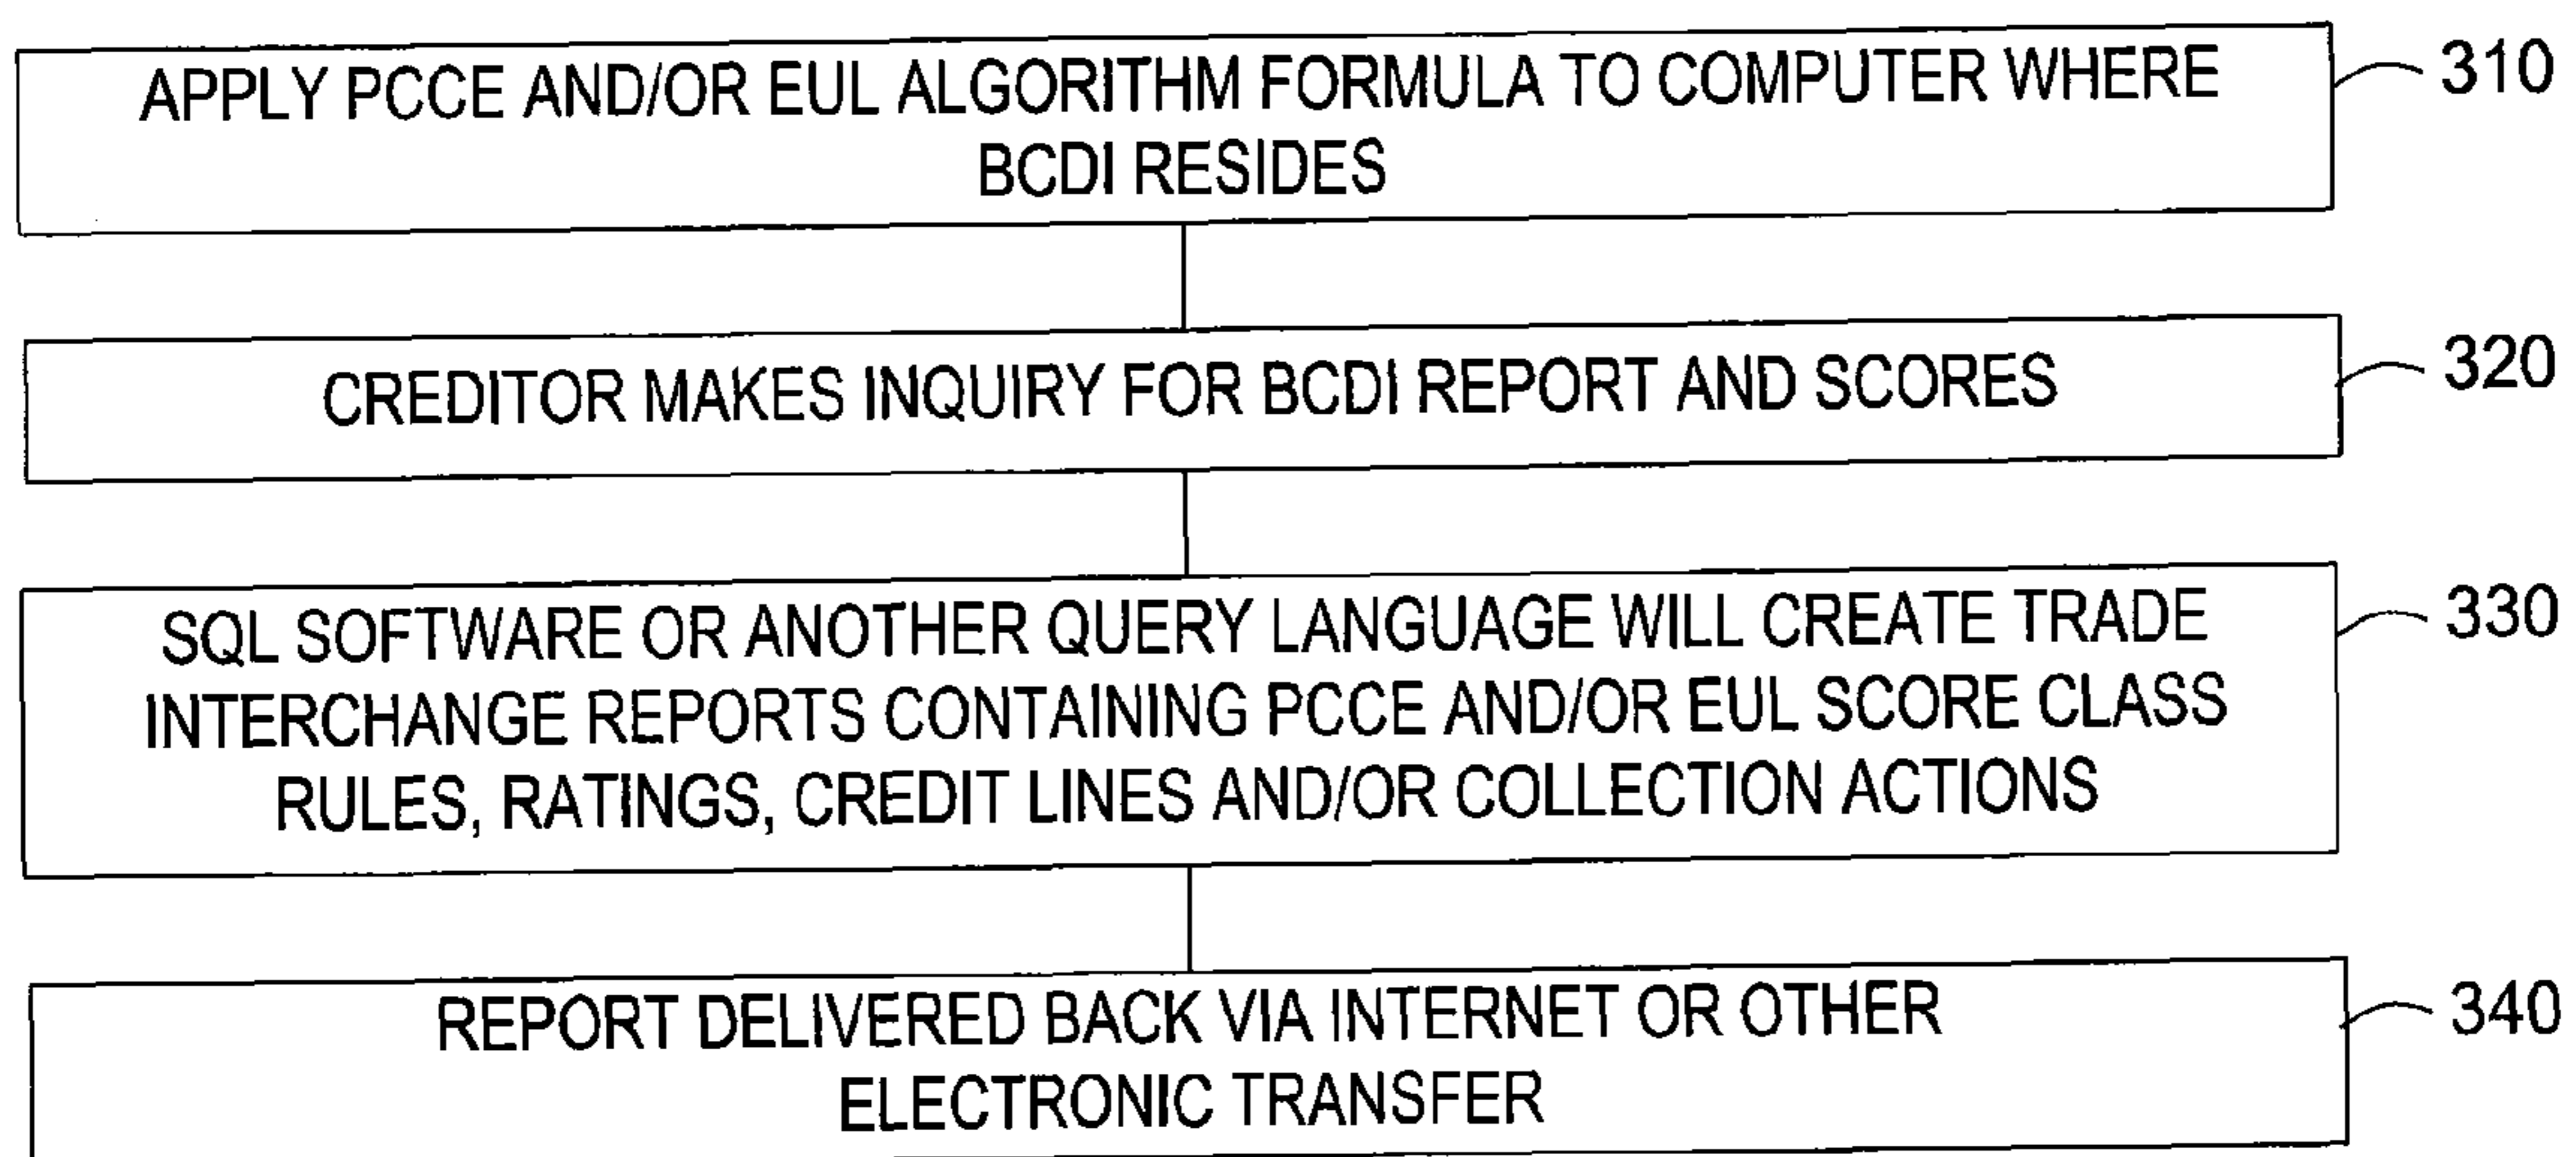 APPLY PCCE AND/OR EUL ALGORITHM FORMULA TO COMPUTER WHERE
BCDI RESIDES
310
CREDITOR MAKES INQUIRY FOR BCDI REPORT AND SCORES
320
SQL SOFTWARE OR ANOTHER QUERY LANGUAGE WILL CREATE TRADE
INTERCHANGE REPORTS CONTAINING PCCE AND/OR EUL SCORE CLASS
RULES, RATINGS, CREDIT LINES AND/OR COLLECTION ACTIONS
330
REPORT DELIVERED BACK VIA INTERNET OR OTHER
ELECTRONIC TRANSFER
340